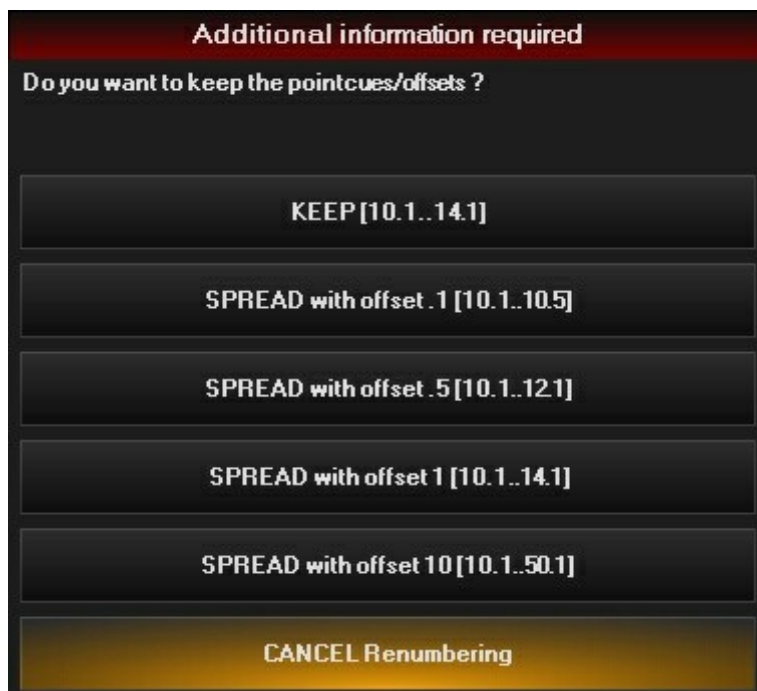 Additional information required
Do you want to keep the pointcues/offsets ?
KEEP [10.1..14.1]
SPREAD with offset .1 [10.1..10.5]
SPREAD with offset .5 [10.1..12.1]
SPREAD with offset 1 [10.1..14.1]
SPREAD with offset 10 [10.1..50.1]
CANCEL Renumbering